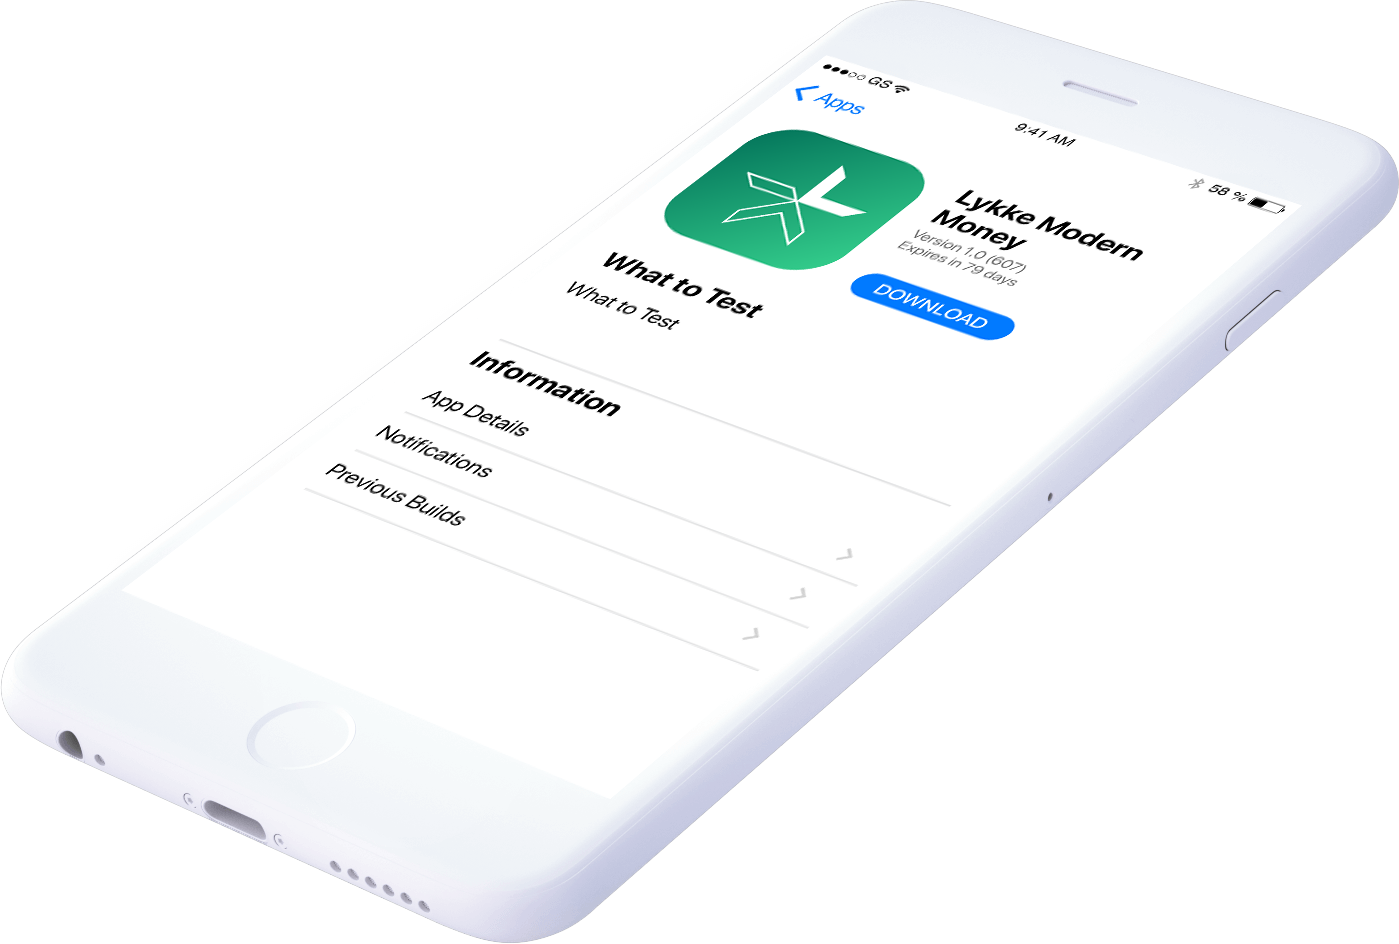 GS
9:41 AM
58 %
Apps
Lykke Modern
Money
Version 1.0 (607)
Expires in 79 days
DOWNLOAD
What to Test
What to Test
Information
App Details
Notifications
Previous Builds